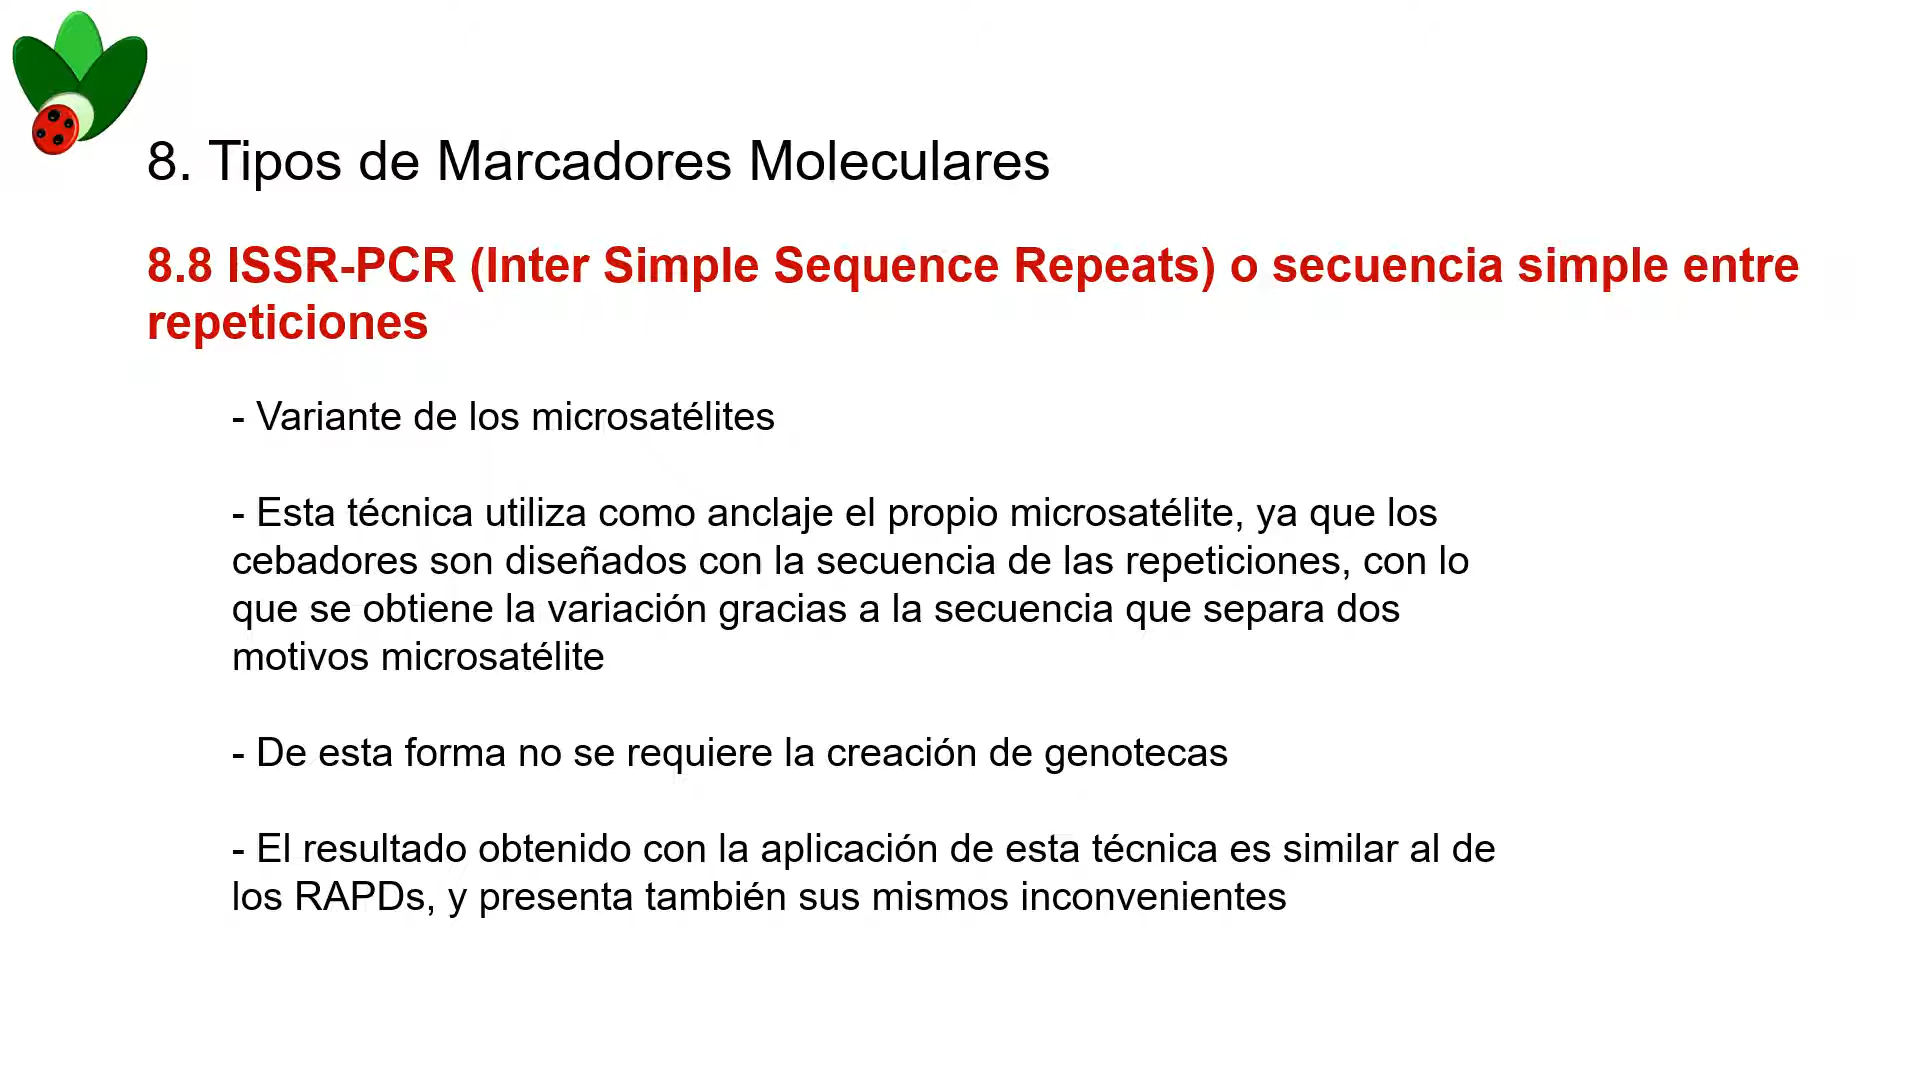 8. Tipos de Marcadores Moleculares
8.8 ISSR-PCR (Inter Simple Sequence Repeats) o secuencia simple entre
repeticiones
- Variante de los microsatélites
- Esta técnica utiliza como anclaje el propio microsatélite, ya que los
cebadores son diseñados con la secuencia de las repeticiones, con lo
que se obtiene la variación gracias a la secuencia que separa dos
motivos microsatélite
- De esta forma no se requiere la creación de genotecas
- El resultado obtenido con la aplicación de esta técnica es similar al de
los RAPDs, y presenta también sus mismos inconvenientes